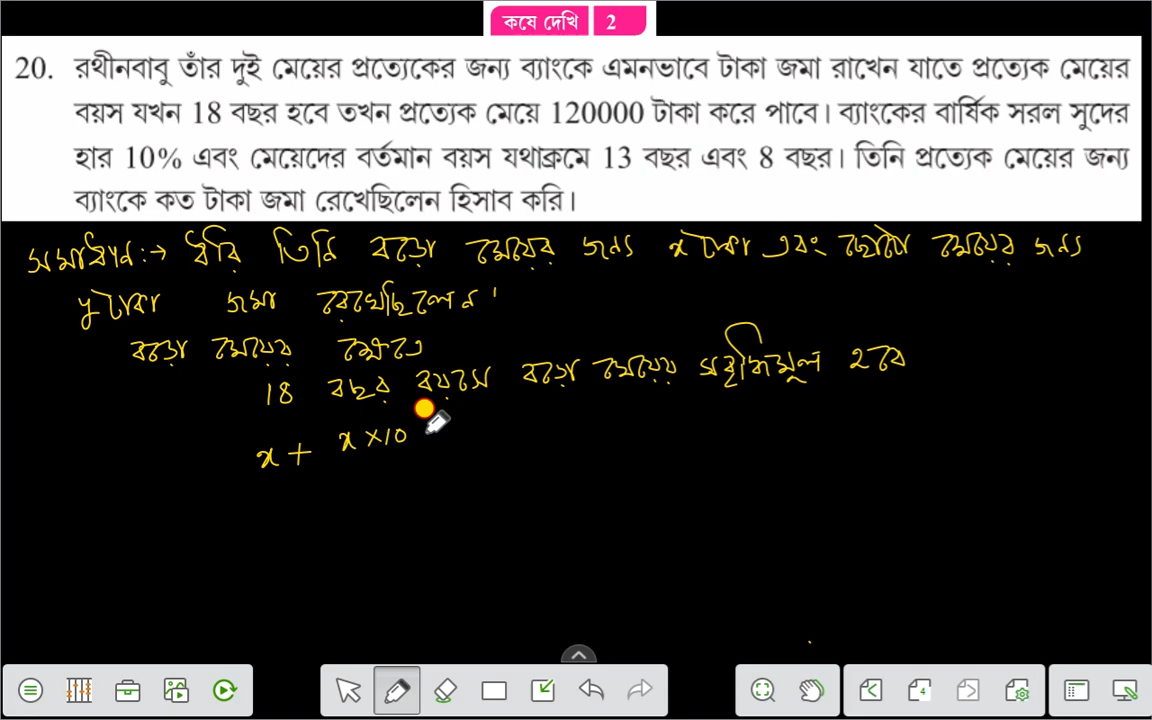 কষে দেখি 2
20. রথীনবাবু তাঁর দুই মেয়ের প্রত্যেকের জন্য ব্যাংকে এমনভাবে টাকা জমা রাখেন যাতে প্রত্যেক মেয়ের
বয়স যখন 18 বছর হবে তখন প্রত্যেক মেয়ে 120000 টাকা করে পাবে। ব্যাংকের বার্ষিক সরল সুদের
হার 10% এবং মেয়েদের বর্তমান বয়স যথাক্রমে 13 বছর এবং 8 বছর। তিনি প্রত্যেক মেয়ের জন্য
ব্যাংকে কত টাকা জমা রেখেছিলেন হিসাব করি।
সমাধান:→ ধরি তিনি বড়ো মেয়ের জন্য x টাকা এবং ছোটো মেয়ের জন্য
y টাকা জমা রেখেছিলেন।
বড়ো মেয়ের ক্ষেত্রে
18 বছর বয়সে বড়ো মেয়ের সবৃদ্ধিমূল হবে
x + x × 10
4